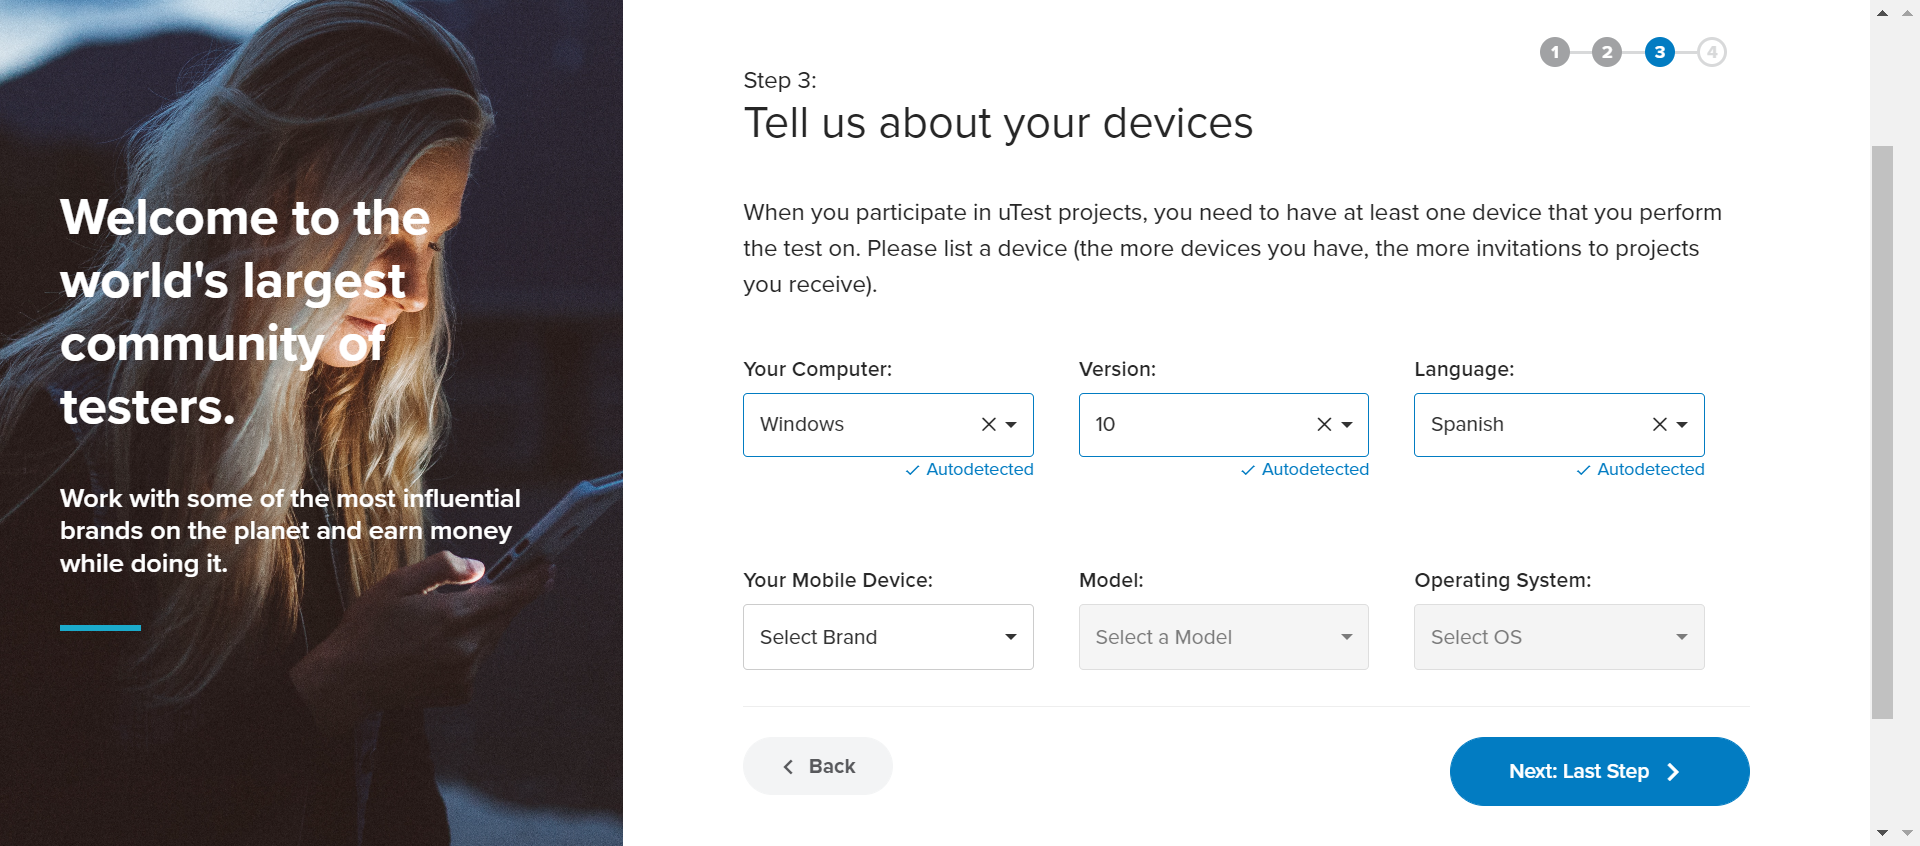 Welcome to the
world's largest
community of
testers.
Work with some of the most influential
brands on the planet and earn money
while doing it.
1 2 3 4
Step 3:
Tell us about your devices
When you participate in uTest projects, you need to have at least one device that you perform
the test on. Please list a device (the more devices you have, the more invitations to projects
you receive).
Your Computer: Version: Language:
Windows 10 Spanish
Autodetected Autodetected Autodetected
Your Mobile Device: Model: Operating System:
Select Brand Select a Model Select OS
Back Next: Last Step